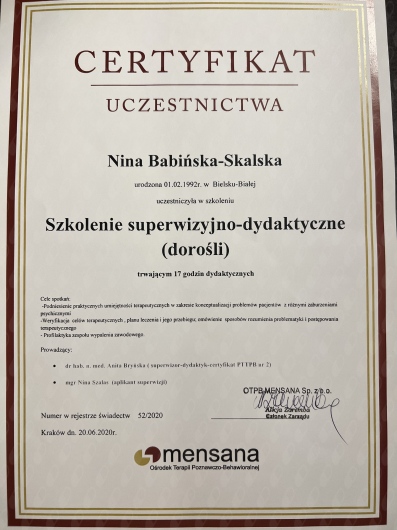 CERTYFIKAT
UCZESTNICTWA
Nina Babińska-Skalska
urodzona 01.02.1992r. w Bielsku-Białej
uczestniczyła w szkoleniu
Szkolenie superwizyjno-dydaktyczne
(dorośli)
trwającym 17 godzin dydaktycznych
Cele spotkań:
-Podniesienie praktycznych umiejętności terapeutycznych w zakresie konceptualizacji problemów pacjentów z różnymi zaburzeniami
psychicznymi
-Weryfikacja celów terapeutycznych, planu leczenia i jego przebiegu; omówienie sposobów rozumienia problematyki i postępowania
terapeutycznego
- Profilaktyka zespołu wypalenia zawodowego
Prowadzący:
• dr hab. n. med. Anita Bryńska ( superwizor-dydaktyk-certyfikat PTTPB nr 2)
• mgr Nina Szalas (aplikant superwizji)
OTPB MENSANA Sp. z o.o.
Alicja Zaremba
Członek Zarządu
Numer w rejestrze świadectw 52/2020
Kraków dn. 20.06.2020r.
mensana
Ośrodek Terapii Poznawczo-Behawioralnej